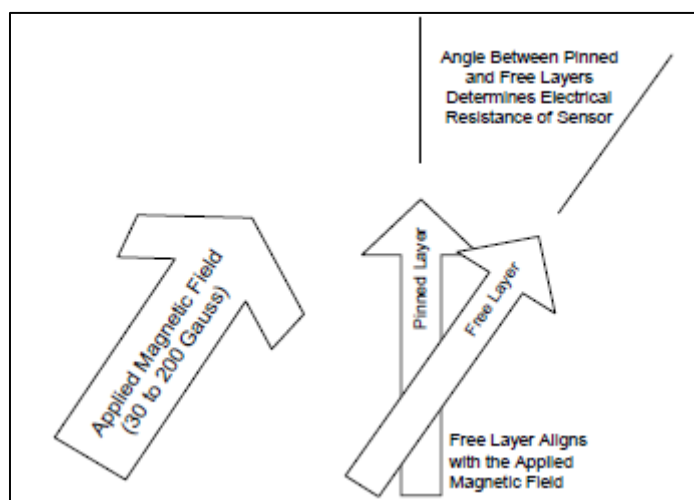 Angle Between Pinned
and Free Layers
Determines Electrical
Resistance of Sensor
Applied Magnetic Field
(30 to 200 Gauss)
Pinned Layer
Free Layer
Free Layer Aligns
with the Applied
Magnetic Field